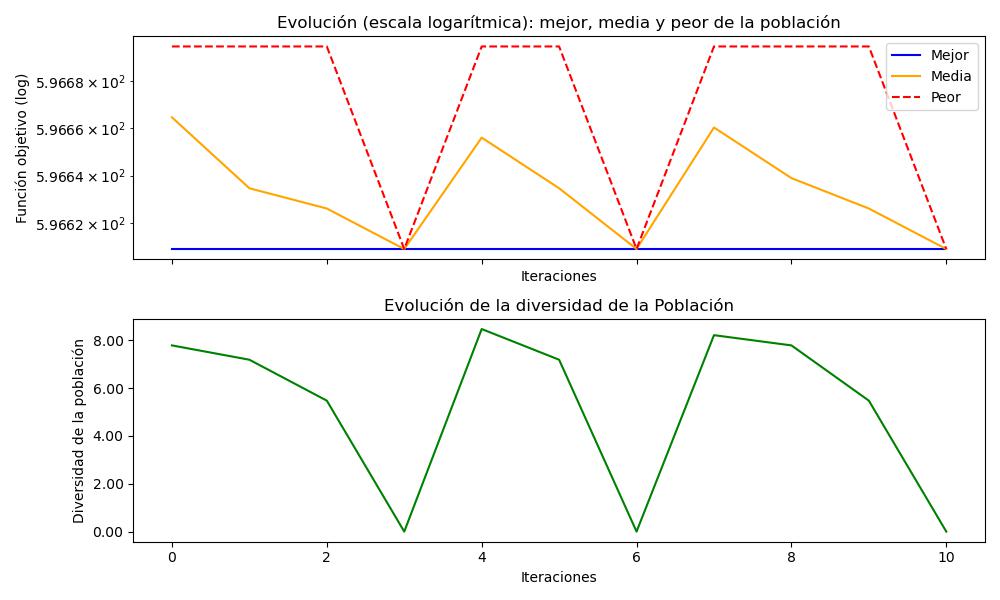 Evolución (escala logarítmica): mejor, media y peor de la población
Función objetivo (log)
5.9668 × 10²
5.9666 × 10²
5.9664 × 10²
5.9662 × 10²
Mejor
Media
Peor
Iteraciones
Evolución de la diversidad de la Población
Diversidad de la población
8.00
6.00
4.00
2.00
0.00
0 2 4 6 8 10
Iteraciones